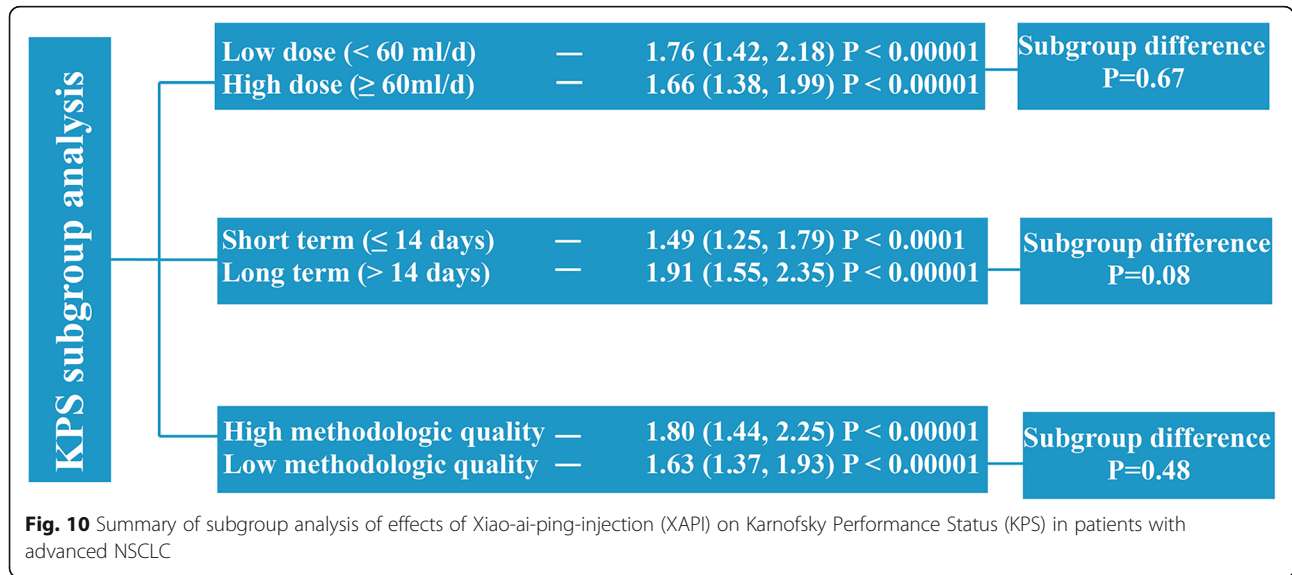 KPS subgroup analysis
Low dose (< 60 ml/d) — 1.76 (1.42, 2.18) P < 0.00001
High dose (≥ 60ml/d) — 1.66 (1.38, 1.99) P < 0.00001
Subgroup difference
P=0.67
Short term (≤ 14 days) — 1.49 (1.25, 1.79) P < 0.0001
Long term (> 14 days) — 1.91 (1.55, 2.35) P < 0.00001
Subgroup difference
P=0.08
High methodologic quality — 1.80 (1.44, 2.25) P < 0.00001
Low methodologic quality — 1.63 (1.37, 1.93) P < 0.00001
Subgroup difference
P=0.48
Fig. 10 Summary of subgroup analysis of effects of Xiao-ai-ping-injection (XAPI) on Karnofsky Performance Status (KPS) in patients with
advanced NSCLC